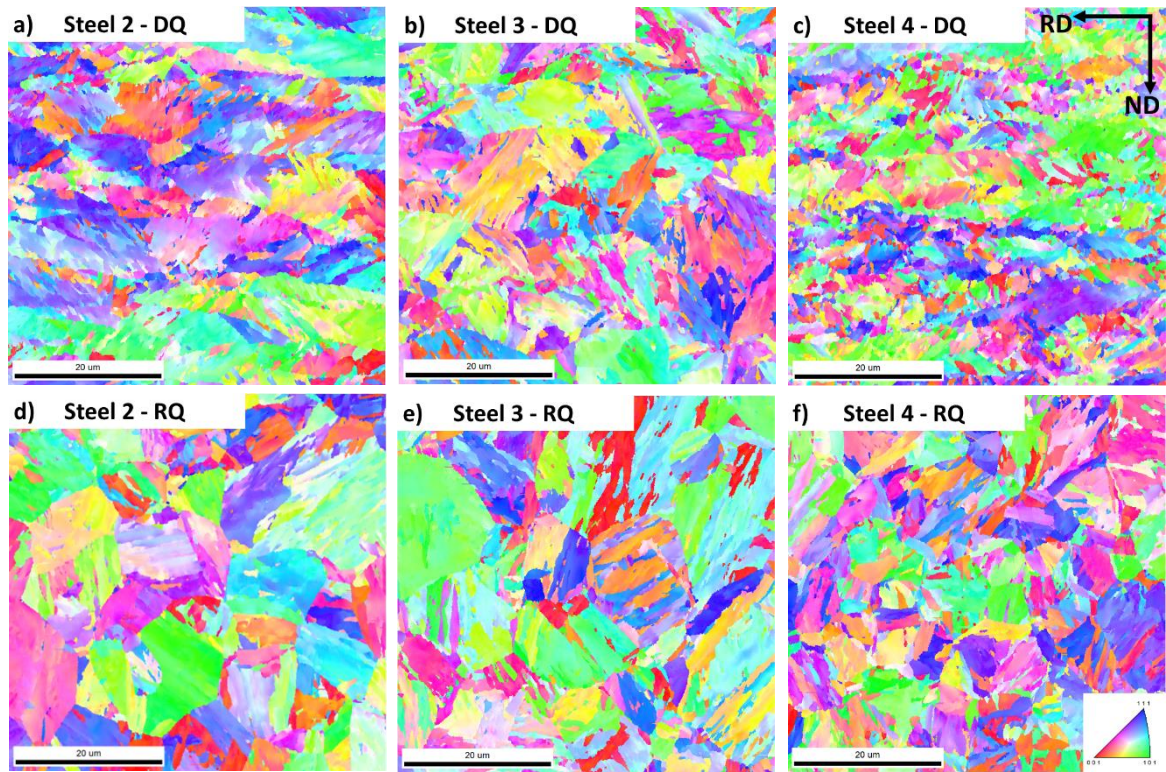 a) Steel 2 - DQ
b) Steel 3 - DQ
c) Steel 4 - DQ
RD
ND
20 um
20 um
20 um
d) Steel 2 - RQ
e) Steel 3 - RQ
f) Steel 4 - RQ
111
001
101
20 um
20 um
20 um